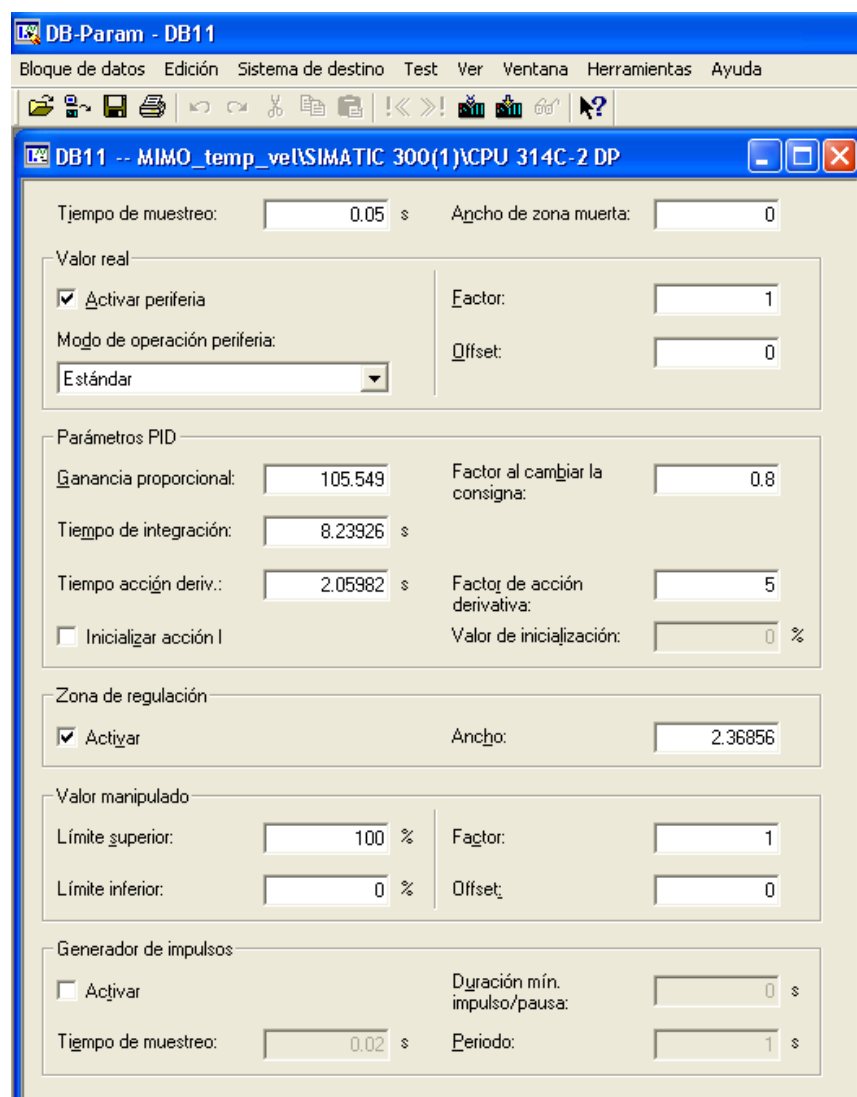 DB-Param - DB11
Bloque de datos Edición Sistema de destino Test Ver Ventana Herramientas Ayuda
DB11 -- MIMO_temp_vel\SIMATIC 300(1)\CPU 314C-2 DP
Tiempo de muestreo: 0.05 s Ancho de zona muerta: 0
Valor real
Activar periferia Factor: 1
Modo de operación periferia:
Offset: 0
Estándar
Parámetros PID
Ganancia proporcional: 105.549 Factor al cambiar la consigna: 0.8
Tiempo de integración: 8.23926 s
Tiempo acción deriv.: 2.05982 s Factor de acción derivativa: 5
Inicializar acción I Valor de inicialización: 0 %
Zona de regulación
Activar Ancho: 2.36856
Valor manipulado
Límite superior: 100 % Factor: 1
Límite inferior: 0 % Offset: 0
Generador de impulsos
Activar Duración mín. impulso/pausa: 0 s
Tiempo de muestreo: 0.02 s Periodo: 1 s